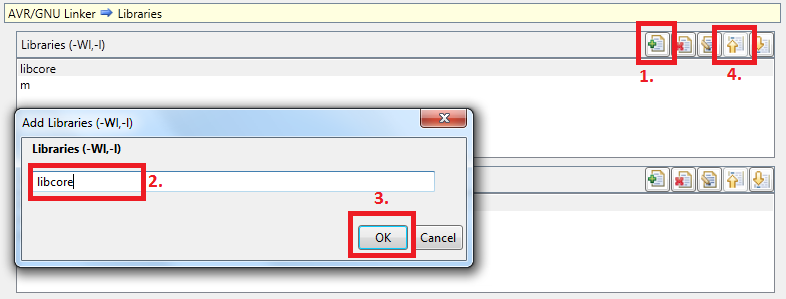 AVR/GNU Linker ➡ Libraries
Libraries (-Wl,-l)
1.
4.
libcore
m
Add Libraries (-Wl,-l)
Libraries (-Wl,-l)
libcore
2.
3.
OK
Cancel